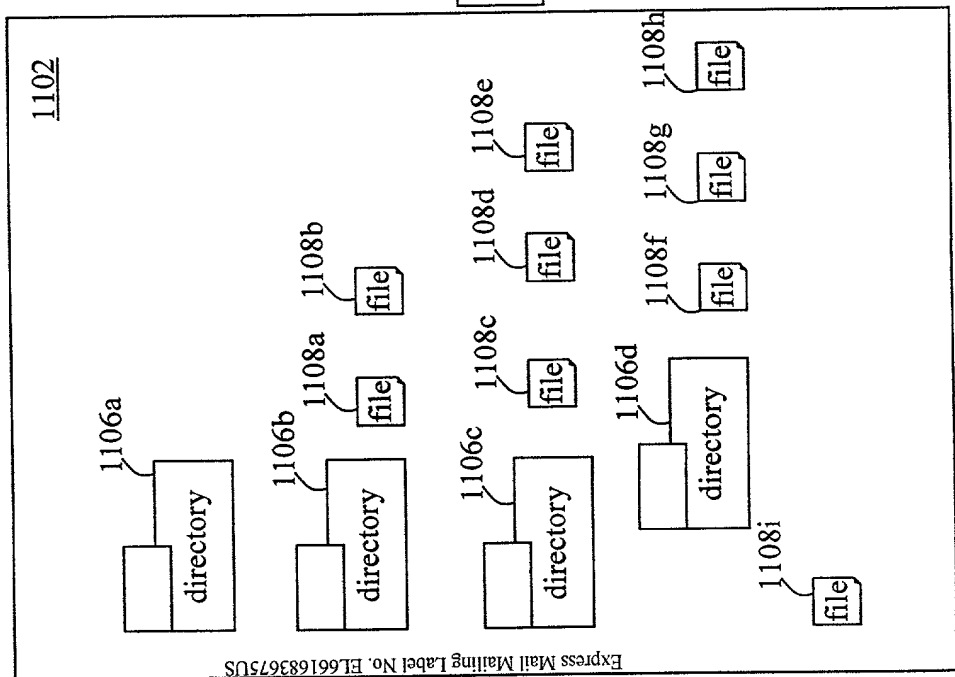 1102
1106a
directory
1106b
directory
1108a
file
1108b
file
1106c
directory
1108c
file
1108d
file
1108e
file
1106d
directory
1108f
file
1108g
file
1108h
file
1108i
file
Express Mail Mailing Label No. EL661683675US